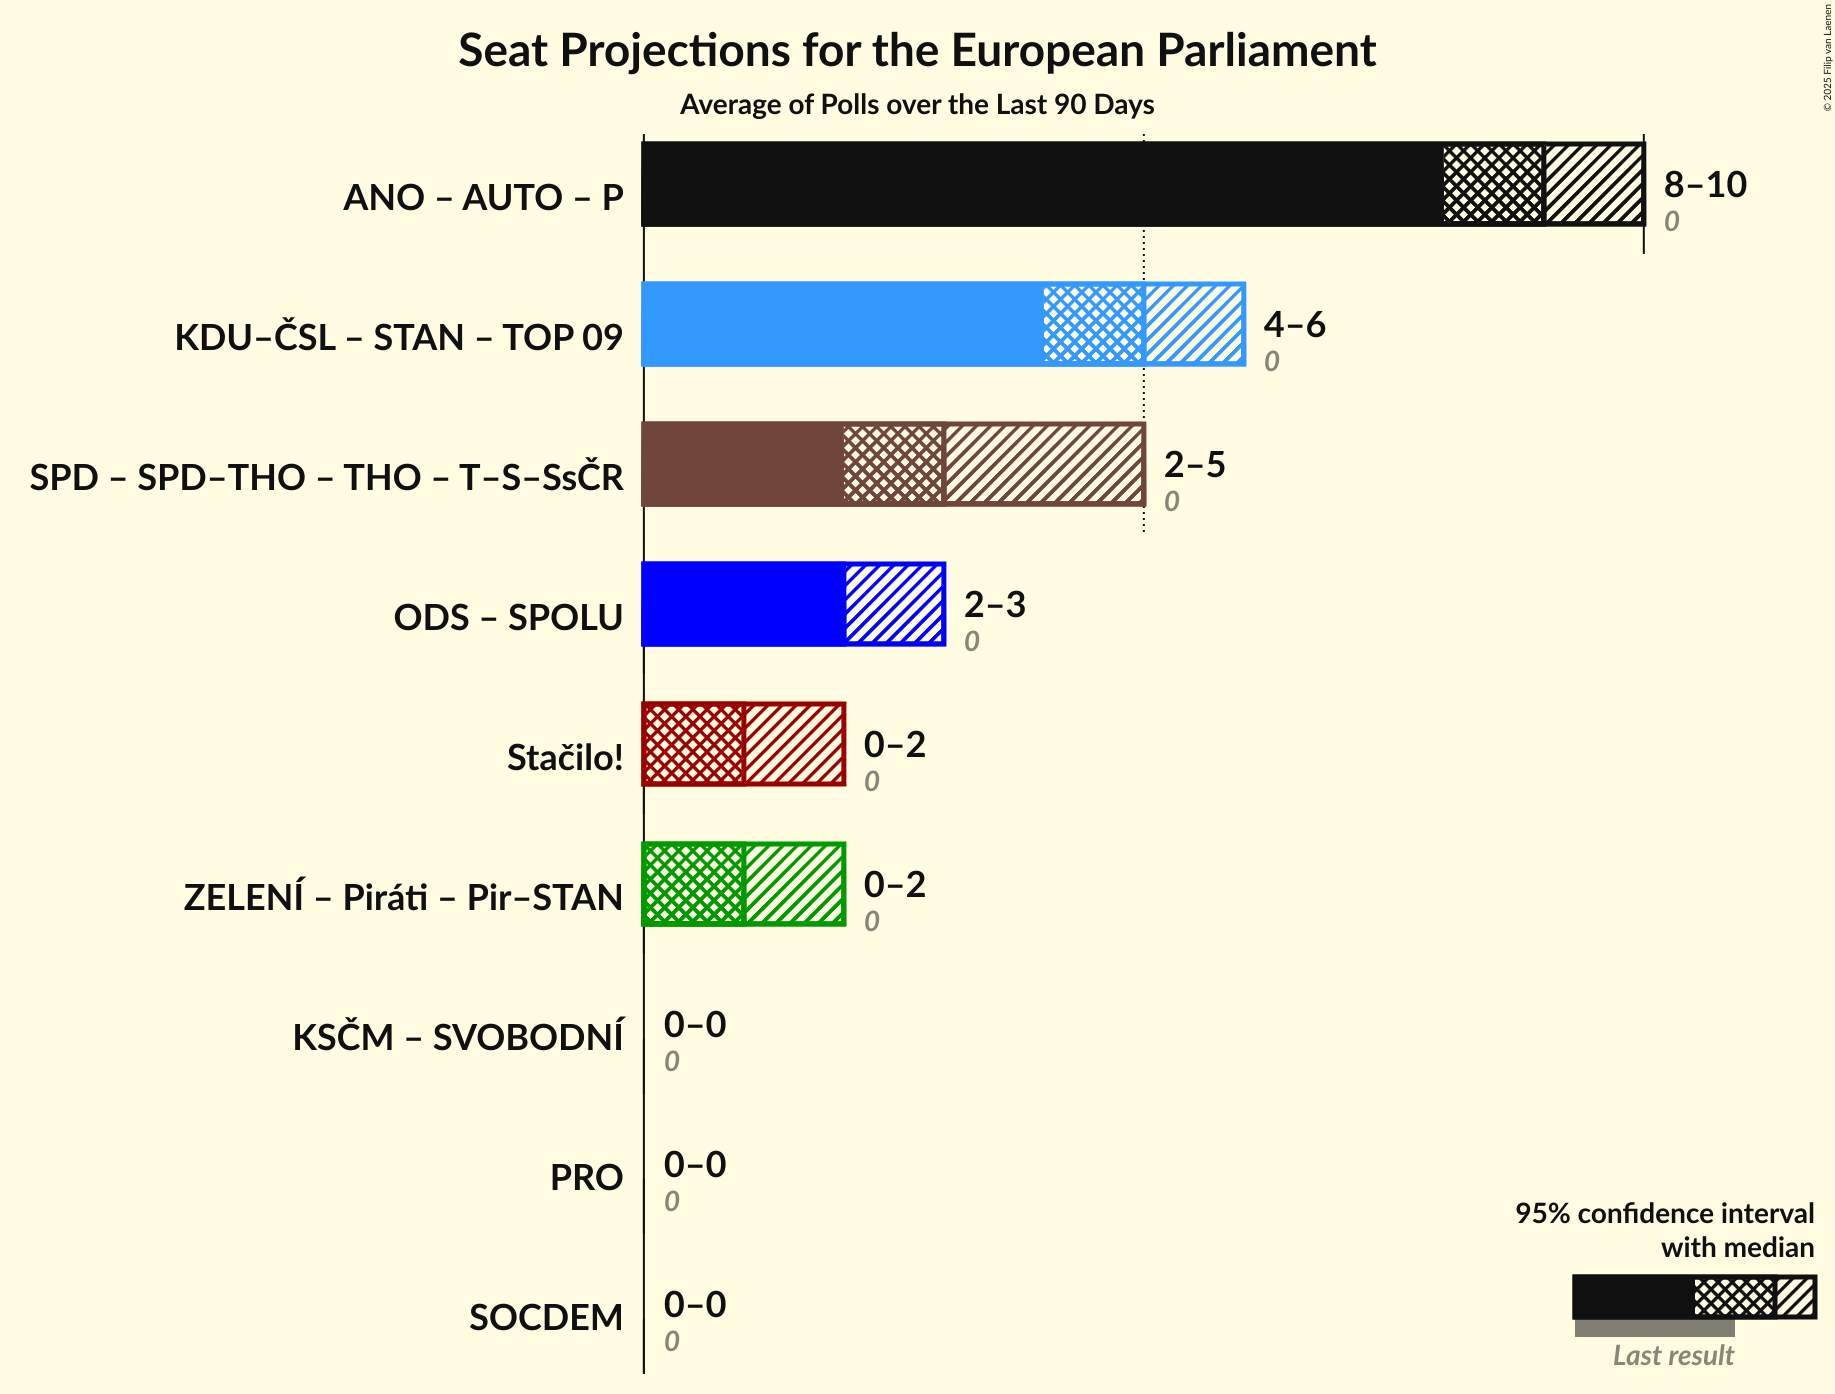 Seat Projections for the European Parliament
Average of Polls over the Last 90 Days
© 2025 Filip van Laenen
ANO – AUTO – P
8–10
0
KDU–ČSL – STAN – TOP 09
4–6
0
SPD – SPD–THO – THO – T–S–SsČR
2–5
0
ODS – SPOLU
2–3
0
Stačilo!
0–2
0
ZELENÍ – Piráti – Pir–STAN
0–2
0
KSČM – SVOBODNÍ
0–0
0
PRO
0–0
0
SOCDEM
0–0
0
95% confidence interval
with median
Last result